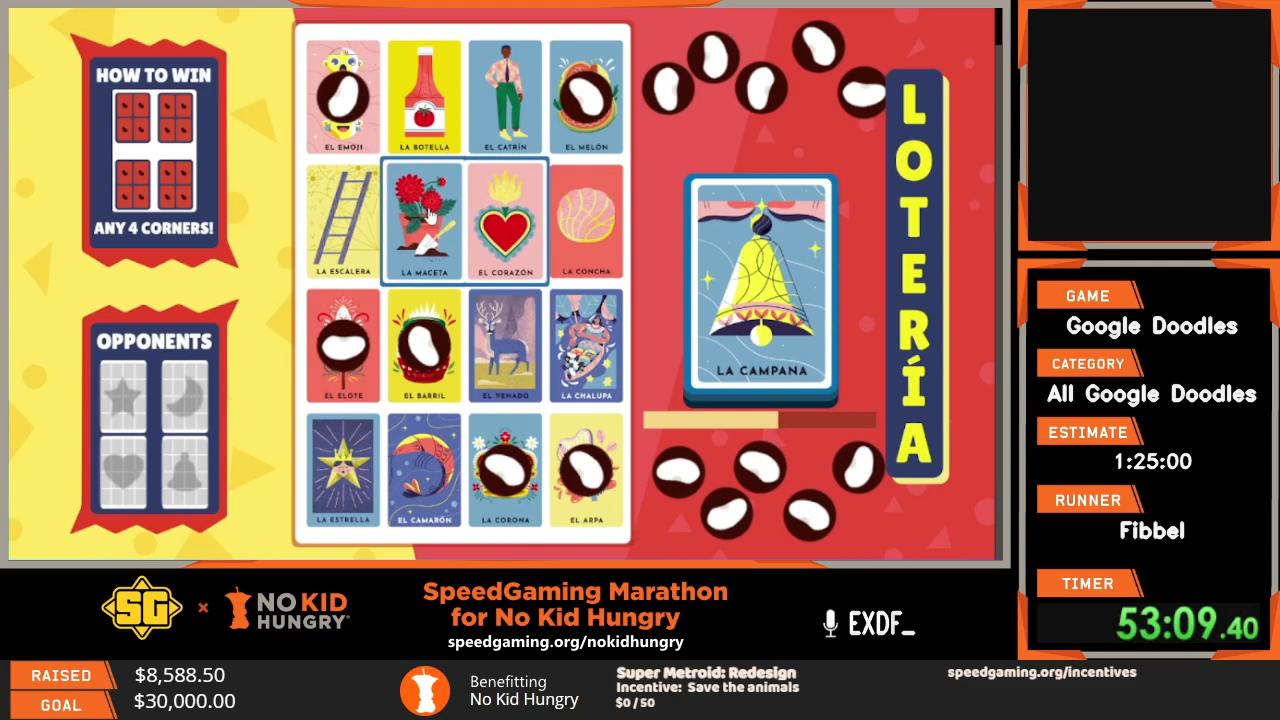 HOW TO WIN
ANY 4 CORNERS!
OPPONENTS
EL EMOJI
LA BOTELLA
EL CATRÍN
EL MELÓN
LA ESCALERA
LA MACETA
EL CORAZÓN
LA CONCHA
EL ELOTE
EL BARRIL
EL VENADO
LA CHALUPA
LA ESTRELLA
EL CAMARÓN
LA CORONA
EL ARPA
LA CAMPANA
LOTERÍA
GAME
Google Doodles
CATEGORY
All Google Doodles
ESTIMATE
1:25:00
RUNNER
Fibbel
TIMER
53:09.40
SG × NO KID HUNGRY
SpeedGaming Marathon
for No Kid Hungry
speedgaming.org/nokidhungry
EXDF_
RAISED $8,588.50
GOAL $30,000.00
Benefitting
No Kid Hungry
Super Metroid: Redesign
Incentive: Save the animals
$0 / 50
speedgaming.org/incentives